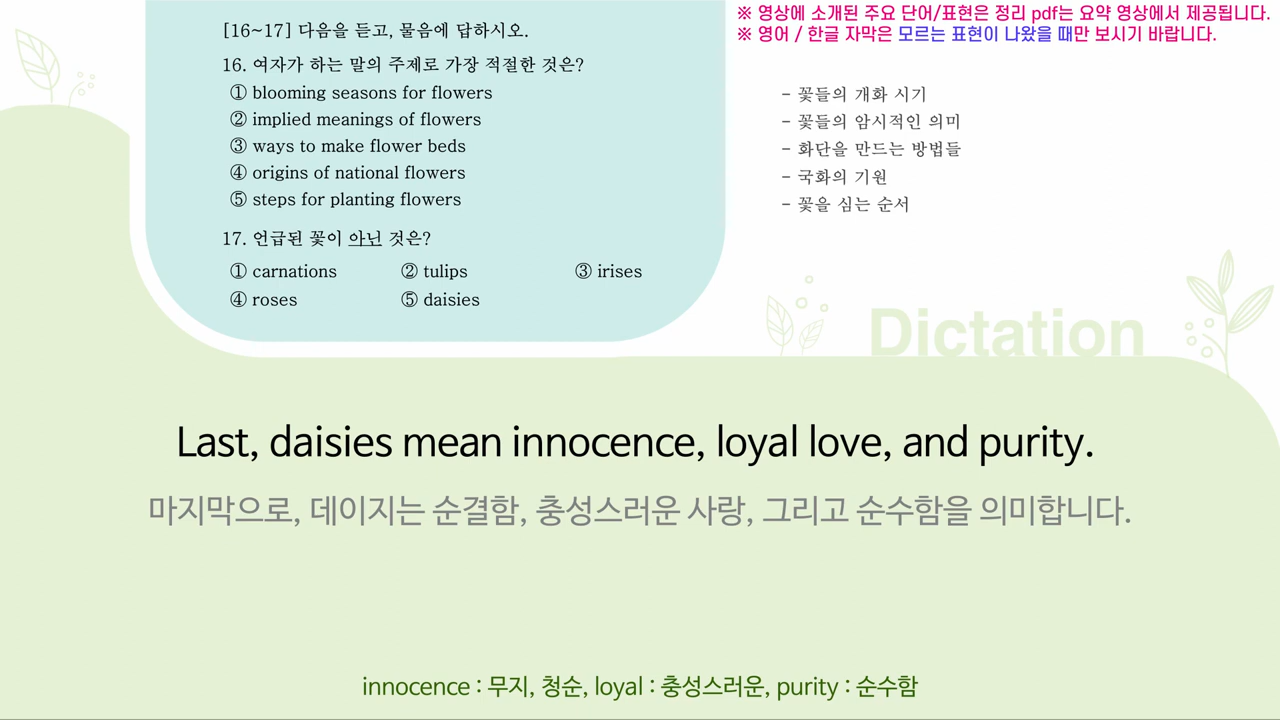 ※ 영상에 소개된 주요 단어/표현은 정리 pdf는 요약 영상에서 제공됩니다.
※ 영어 / 한글 자막은 모르는 표현이 나왔을 때만 보시기 바랍니다.
[16~17] 다음을 듣고, 물음에 답하시오.
16. 여자가 하는 말의 주제로 가장 적절한 것은?
① blooming seasons for flowers
② implied meanings of flowers
③ ways to make flower beds
④ origins of national flowers
⑤ steps for planting flowers
- 꽃들의 개화 시기
- 꽃들의 암시적인 의미
- 화단을 만드는 방법들
- 국화의 기원
- 꽃을 심는 순서
17. 언급된 꽃이 아닌 것은?
① carnations ② tulips ③ irises
④ roses ⑤ daisies
Dictation
Last, daisies mean innocence, loyal love, and purity.
마지막으로, 데이지는 순결함, 충성스러운 사랑, 그리고 순수함을 의미합니다.
innocence : 무지, 청순, loyal : 충성스러운, purity : 순수함